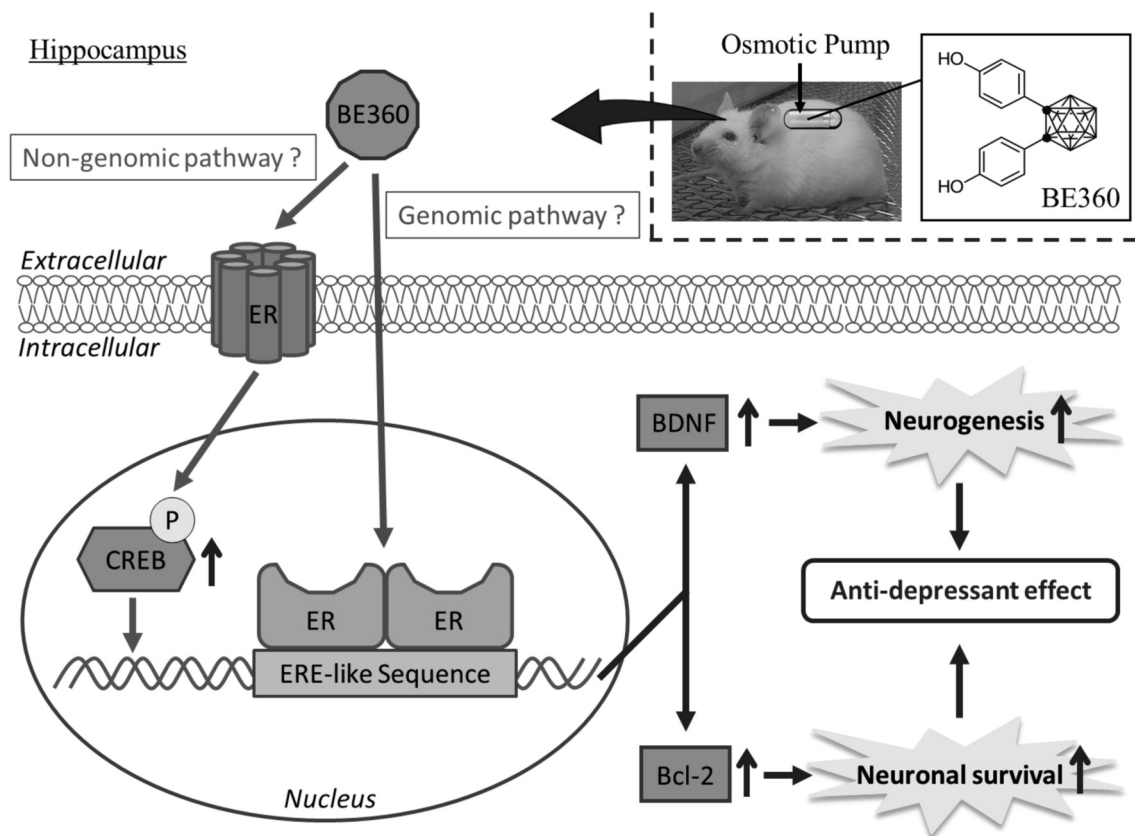 Hippocampus
Osmotic Pump
HO
HO
BE360
BE360
Non-genomic pathway ?
Genomic pathway ?
Extracellular
ER
Intracellular
P
CREB
ER
ER
ERE-like Sequence
Nucleus
BDNF
Neurogenesis
Anti-depressant effect
Bcl-2
Neuronal survival